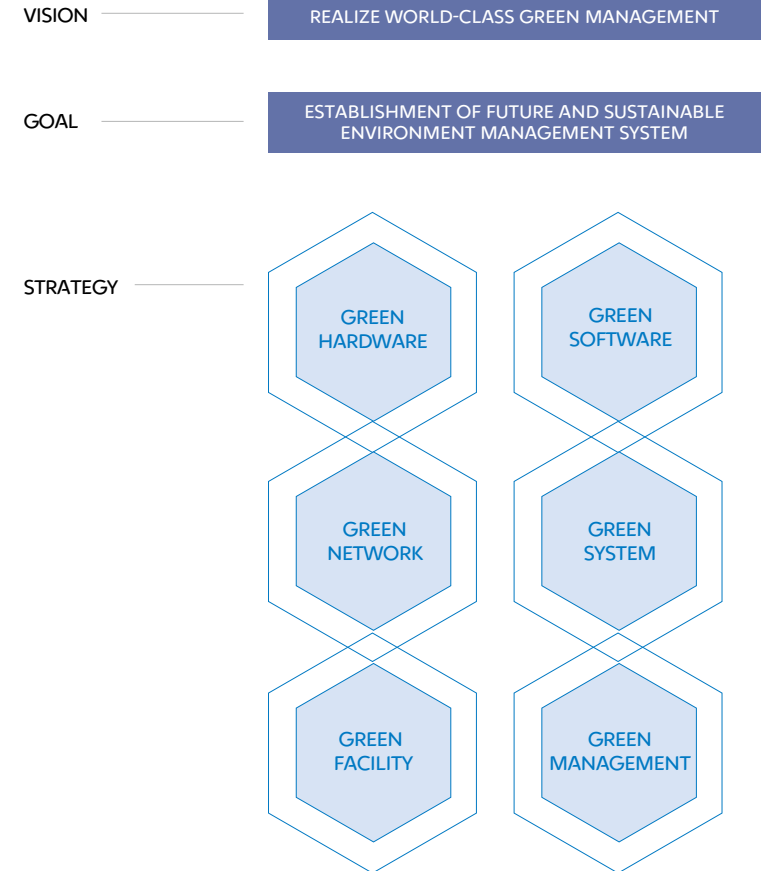 VISION
REALIZE WORLD-CLASS GREEN MANAGEMENT
GOAL
ESTABLISHMENT OF FUTURE AND SUSTAINABLE
ENVIRONMENT MANAGEMENT SYSTEM
STRATEGY
GREEN
HARDWARE
GREEN
SOFTWARE
GREEN
NETWORK
GREEN
SYSTEM
GREEN
FACILITY
GREEN
MANAGEMENT